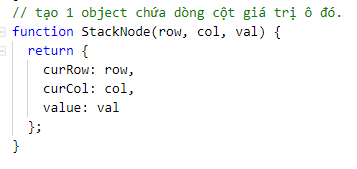 // tạo 1 object chứa dòng cột giá trị ô đó.
function StackNode(row, col, val) {
  return {
    curRow: row,
    curCol: col,
    value: val
  };
}